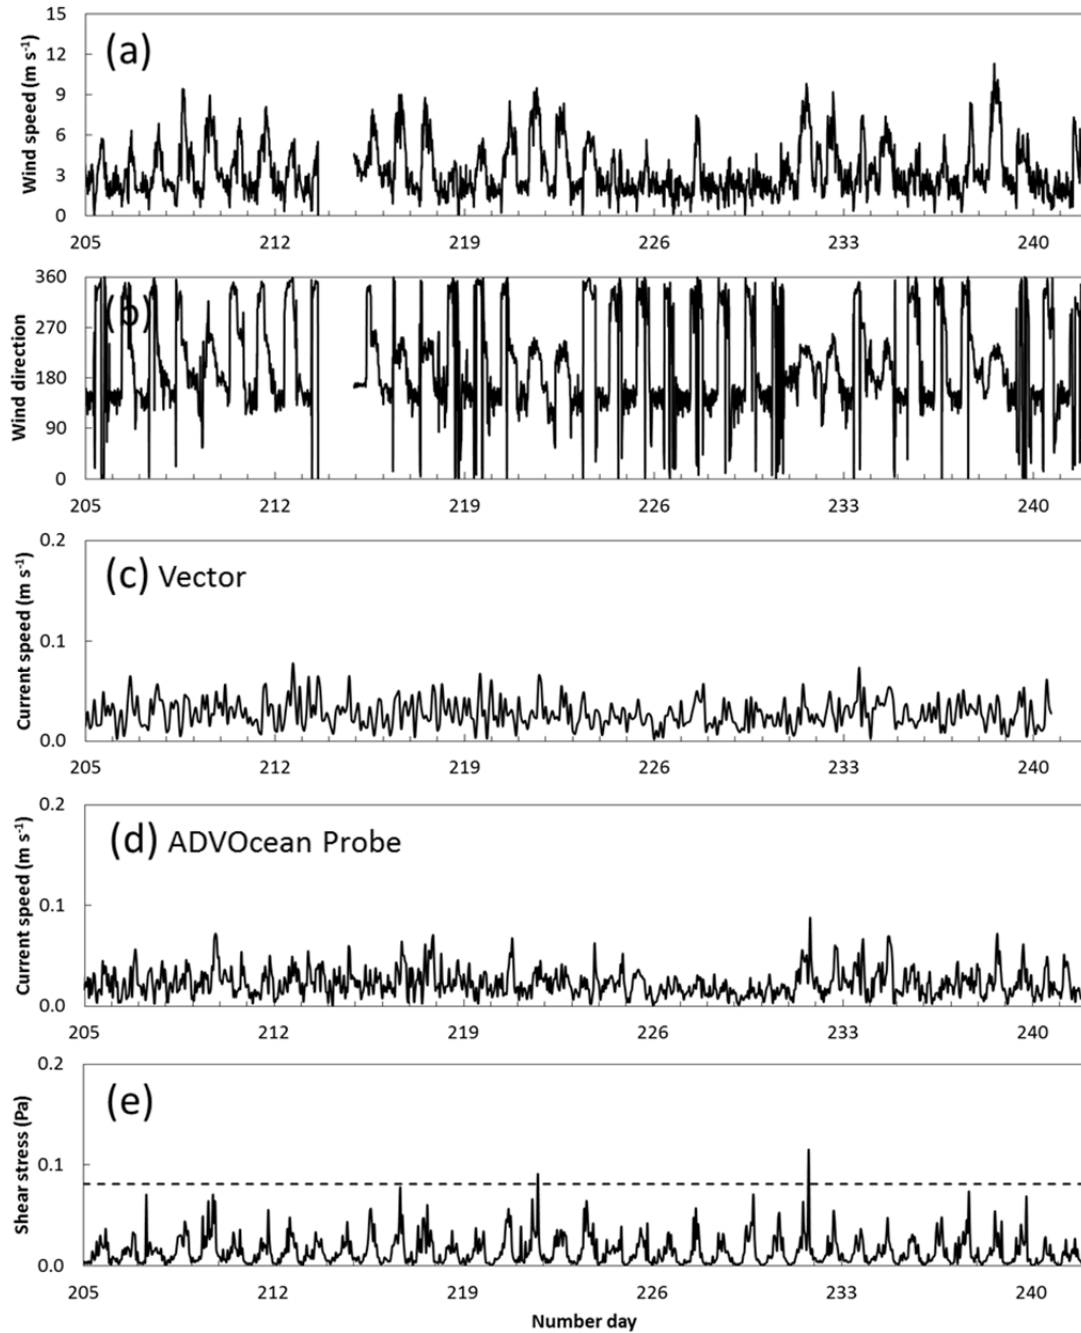 15
12
9
6
3
0
Wind speed (m s⁻¹)
(a)
205 212 219 226 233 240
360
270
180
90
0
Wind direction
(b)
205 212 219 226 233 240
0.2
0.1
0.0
Current speed (m s⁻¹)
(c) Vector
205 212 219 226 233 240
0.2
0.1
0.0
Current speed (m s⁻¹)
(d) ADVOcean Probe
205 212 219 226 233 240
0.2
0.1
0.0
Shear stress (Pa)
(e)
205 212 219 226 233 240
Number day